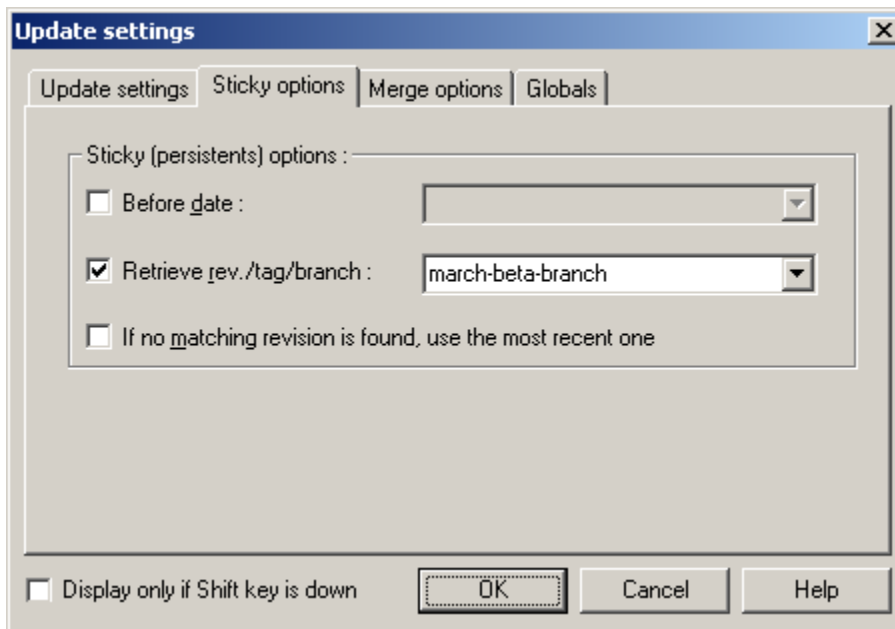 Update settings
Update settings Sticky options Merge options Globals
Sticky (persistents) options :
Before date :
Retrieve rev./tag/branch : march-beta-branch
If no matching revision is found, use the most recent one
Display only if Shift key is down OK Cancel Help